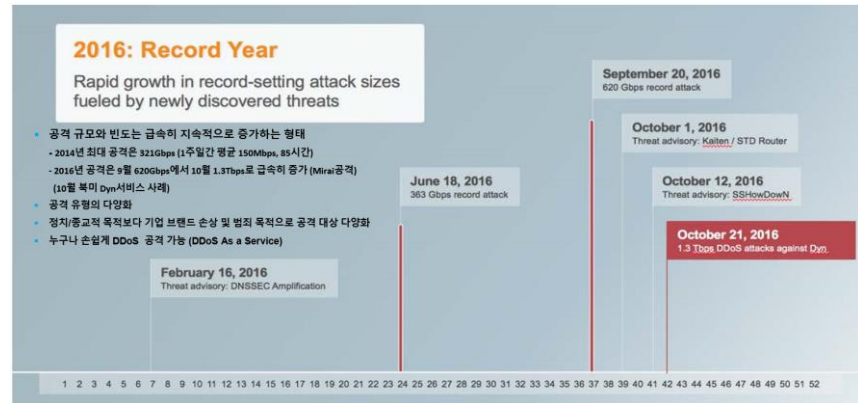 2016: Record Year
Rapid growth in record-setting attack sizes
fueled by newly discovered threats
• 공격 규모와 빈도는 급속히 지속적으로 증가하는 형태
- 2014년 최대 공격은 321Gbps (1주일간 평균 150Mbps, 85시간)
- 2016년 공격은 9월 620Gbps에서 10월 1.3Tbps로 급속히 증가 (Mirai공격)
(10월 북미 Dyn서비스 사례)
• 공격 유형의 다양화
• 정치/종교적 목적보다 기업 브랜드 손상 및 범죄 목적으로 공격 대상 다양화
• 누구나 손쉽게 DDoS 공격 가능 (DDoS As a Service)
February 16, 2016
Threat advisory: DNSSEC Amplification
June 18, 2016
363 Gbps record attack
September 20, 2016
620 Gbps record attack
October 1, 2016
Threat advisory: Kaiten / STD Router
October 12, 2016
Threat advisory: SSHowDowN
October 21, 2016
1.3 Tbps DDoS attacks against Dyn
1 2 3 4 5 6 7 8 9 10 11 12 13 14 15 16 17 18 19 20 21 22 23 24 25 26 27 28 29 30 31 32 33 34 35 36 37 38 39 40 41 42 43 44 45 46 47 48 49 50 51 52